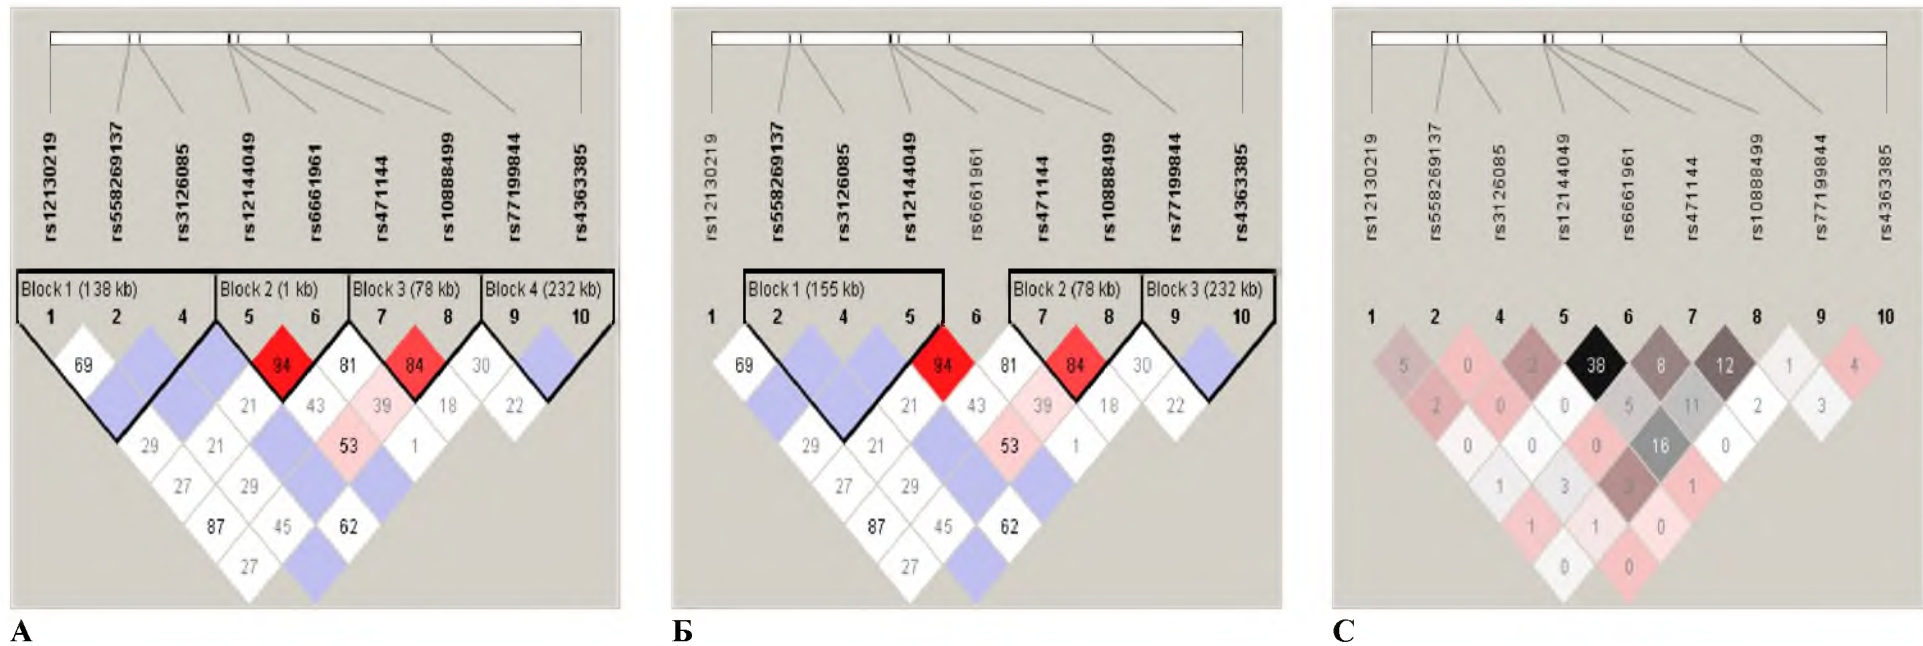 rs12130219 rs558269137 rs3126085 rs12144049 rs6661961 rs471144 rs10888499 rs77199844 rs4363385
Block 1 (138 kb) Block 2 (1 kb) Block 3 (78 kb) Block 4 (232 kb)
1 2 4 5 6 7 8 9 10
69 94 81 84 30
21 43 39 18 22
29 21 53 1
27 29
87 45 62
27
А
rs12130219 rs558269137 rs3126085 rs12144049 rs6661961 rs471144 rs10888499 rs77199844 rs4363385
Block 1 (155 kb) Block 2 (78 kb) Block 3 (232 kb)
1 2 4 5 6 7 8 9 10
69 94 81 84 30
21 43 39 18 22
29 21 53 1
27 29
87 45 62
27
Б
rs12130219 rs558269137 rs3126085 rs12144049 rs6661961 rs471144 rs10888499 rs77199844 rs4363385
1 2 4 5 6 7 8 9 10
5 0 2 38 8 12 1 4
2 0 0 5 11 2 3
0 0 0 16 0
1 3 1
1 1 0
0 0
С